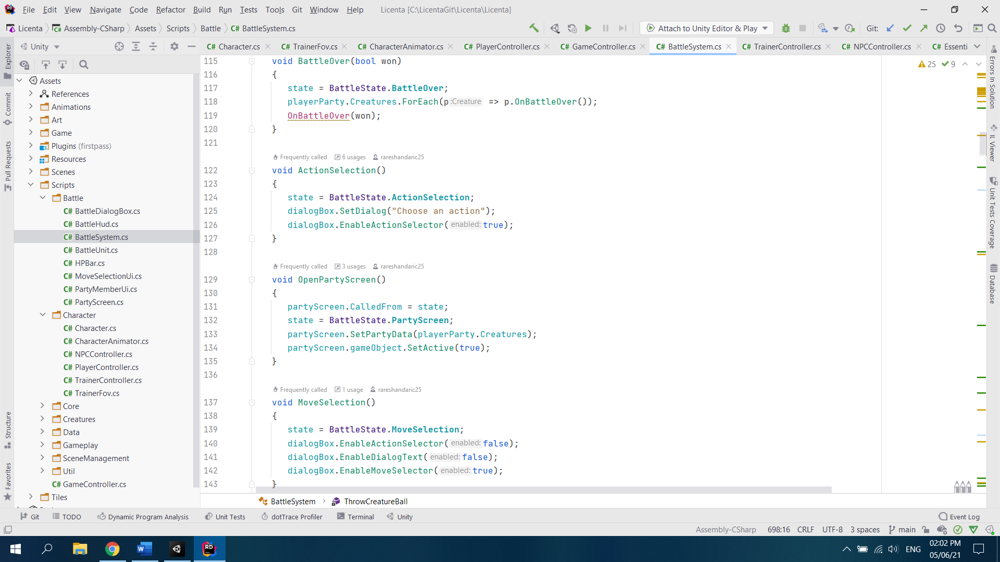 File Edit View Navigate Code Refactor Build Run Tests Tools Git Window Help Licenta [C:\LicentaGit\Licenta\Licenta]
Licenta Assembly-CSharp Assets Scripts Battle C# BattleSystem.cs Attach to Unity Editor & Play Git:
Unity
C# Character.cs C# TrainerFov.cs C# CharacterAnimator.cs C# PlayerController.cs C# GameController.cs C# BattleSystem.cs C# TrainerController.cs C# NPCController.cs C# Essenti
Explorer
Commit
Pull Requests
Structure
Favorites
Assets
References
Animations
Art
Game
Plugins (firstpass)
Resources
Scenes
Scripts
Battle
C# BattleDialogBox.cs
C# BattleHud.cs
C# BattleSystem.cs
C# BattleUnit.cs
C# HPBar.cs
C# MoveSelectionUi.cs
C# PartyMemberUi.cs
C# PartyScreen.cs
Character
C# Character.cs
C# CharacterAnimator.cs
C# NPCController.cs
C# PlayerController.cs
C# TrainerController.cs
C# TrainerFov.cs
Core
Creatures
Data
Gameplay
SceneManagement
Util
C# GameController.cs
Tiles
25 9
115 void BattleOver(bool won)
116 {
117 state = BattleState.BattleOver;
118 playerParty.Creatures.ForEach(p :Creature => p.OnBattleOver());
119 OnBattleOver(won);
120 }
121
Frequently called 6 usages rareshandaric25
122 void ActionSelection()
123 {
124 state = BattleState.ActionSelection;
125 dialogBox.SetDialog("Choose an action");
126 dialogBox.EnableActionSelector( enabled: true);
127 }
128
Frequently called 3 usages rareshandaric25
129 void OpenPartyScreen()
130 {
131 partyScreen.CalledFrom = state;
132 state = BattleState.PartyScreen;
133 partyScreen.SetPartyData(playerParty.Creatures);
134 partyScreen.gameObject.SetActive(true);
135 }
136
Frequently called 1 usage rareshandaric25
137 void MoveSelection()
138 {
139 state = BattleState.MoveSelection;
140 dialogBox.EnableActionSelector( enabled: false);
141 dialogBox.EnableDialogText( enabled: false);
142 dialogBox.EnableMoveSelector( enabled: true);
143 }
BattleSystem ThrowCreatureBall
Errors In Solution
IL Viewer
Unit Tests Coverage
Database
Git TODO Dynamic Program Analysis Unit Tests dotTrace Profiler Terminal Unity Event Log
Assembly-CSharp 698:16 CRLF UTF-8 3 spaces main
ENG 02:02 PM
05/06/21